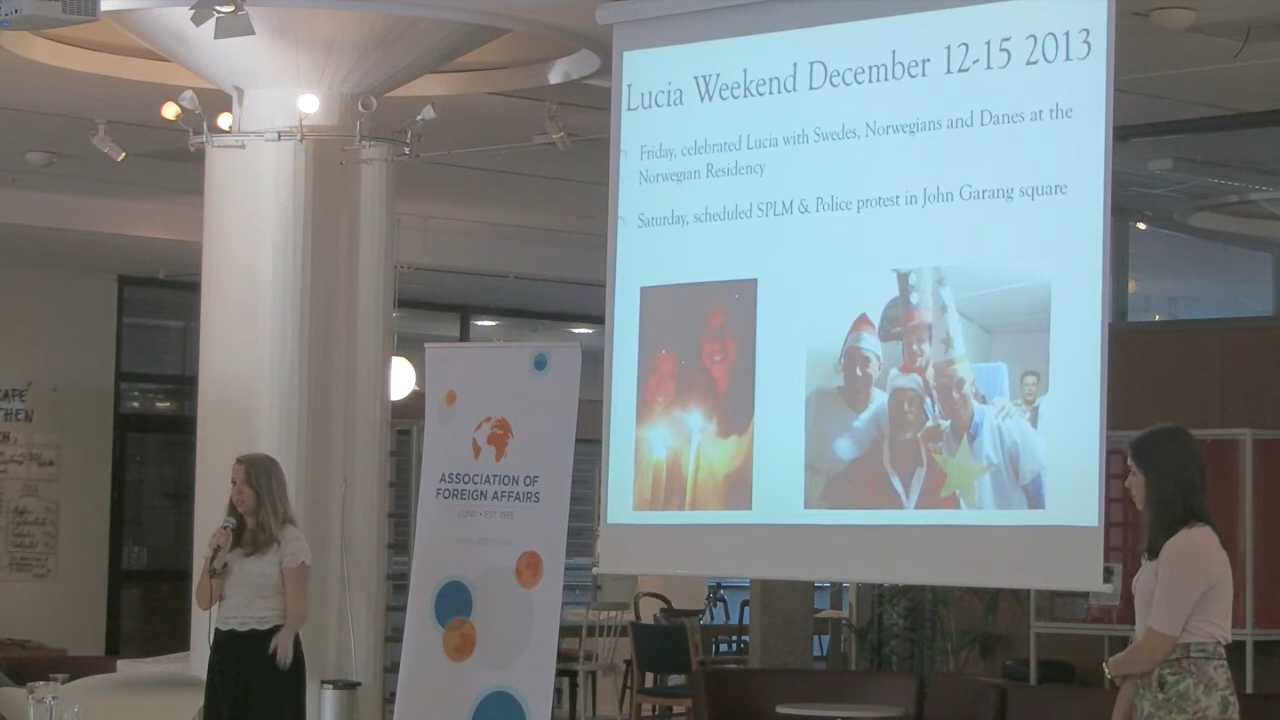 Lucia Weekend December 12-15 2013
Friday, celebrated Lucia with Swedes, Norwegians and Danes at the
Norwegian Residency
Saturday, scheduled SPLM & Police protest in John Garang square
ASSOCIATION OF
FOREIGN AFFAIRS
LUND • EST 1935
CAFÉ